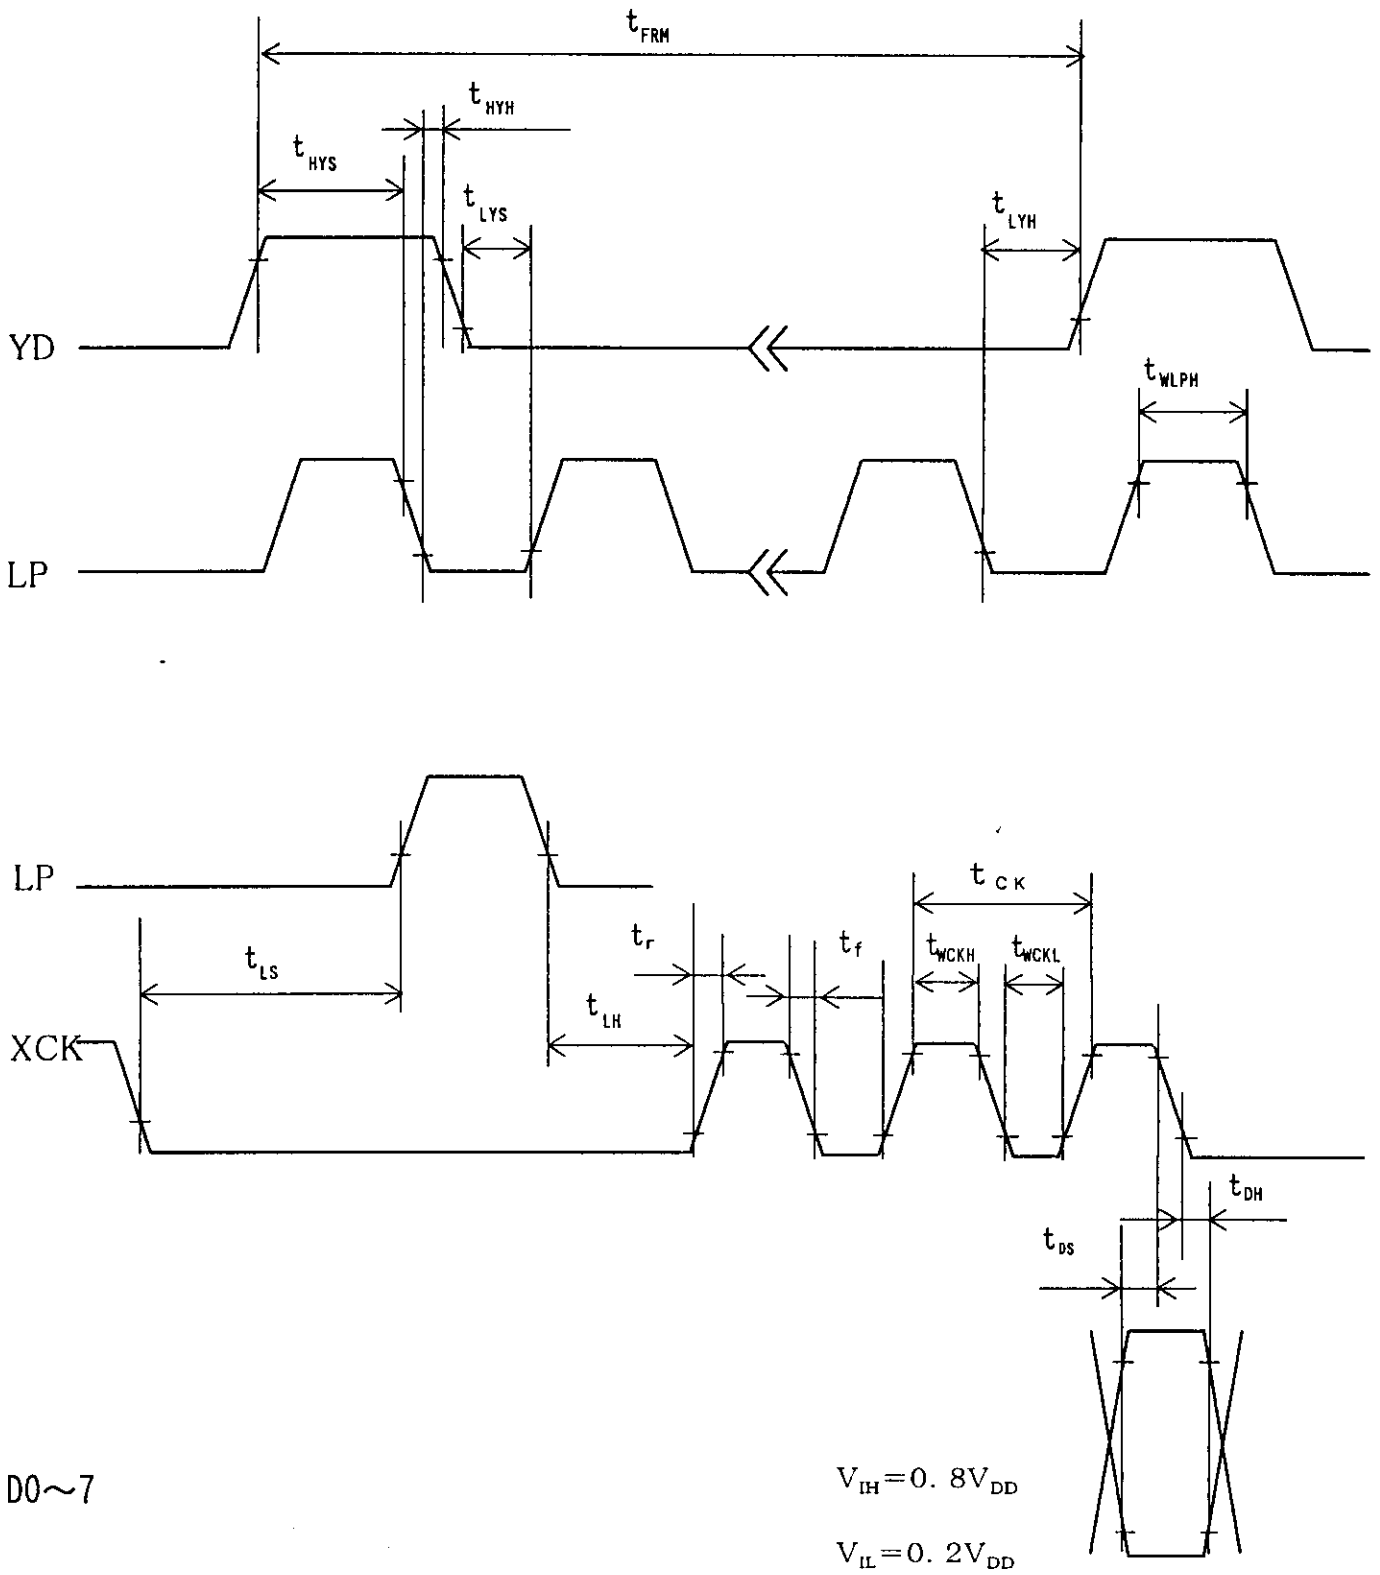 tFRM
tHYH
tHYS
tLYS
tLYH
YD
tWLPH
LP
LP
tCK
tr
tf
tWCKH
tWCKL
tLS
tLH
XCK
tDH
tDS
D0～7
VIH=0. 8VDD
VIL=0. 2VDD